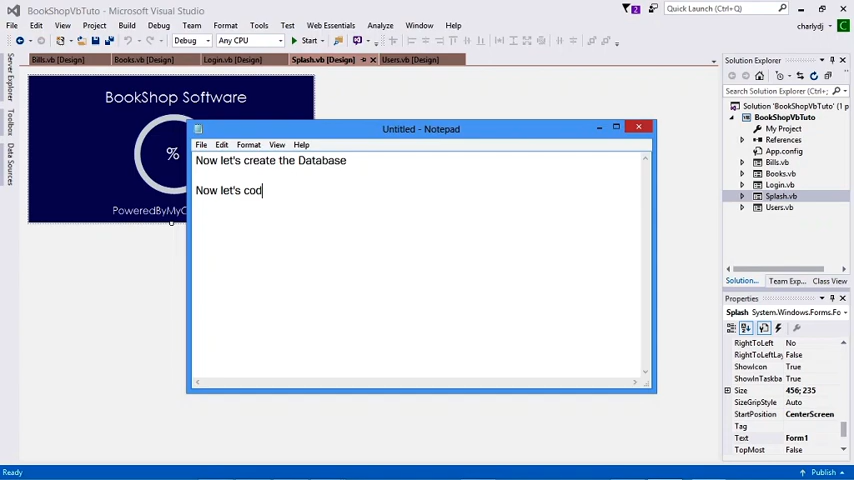 BookShopVbTuto - Microsoft Visual Studio
Quick Launch (Ctrl+Q)
File Edit View Project Build Debug Team Format Tools Test Web Essentials Analyze Window Help
charlydj
Debug Any CPU Start
Bills.vb [Design] Books.vb [Design] Login.vb [Design] Splash.vb [Design] Users.vb [Design]
Server Explorer
Toolbox
Data Sources
BookShop Software
%
PoweredByMyC
Untitled - Notepad
File Edit Format View Help
Now let's create the Database
Now let's cod
Solution Explorer
Search Solution Explorer (Ctrl+;
Solution 'BookShopVbTuto' (1 p
BookShopVbTuto
My Project
References
App.config
Bills.vb
Books.vb
Login.vb
Splash.vb
Users.vb
Solution... Team Exp... Class View
Properties
Splash System.Windows.Forms.Fo
RightToLeft No
RightToLeftLay False
ShowIcon True
ShowInTaskba True
Size 456; 235
SizeGripStyle Auto
StartPosition CenterScreen
Tag
Text Form1
TopMost False
Ready
Publish